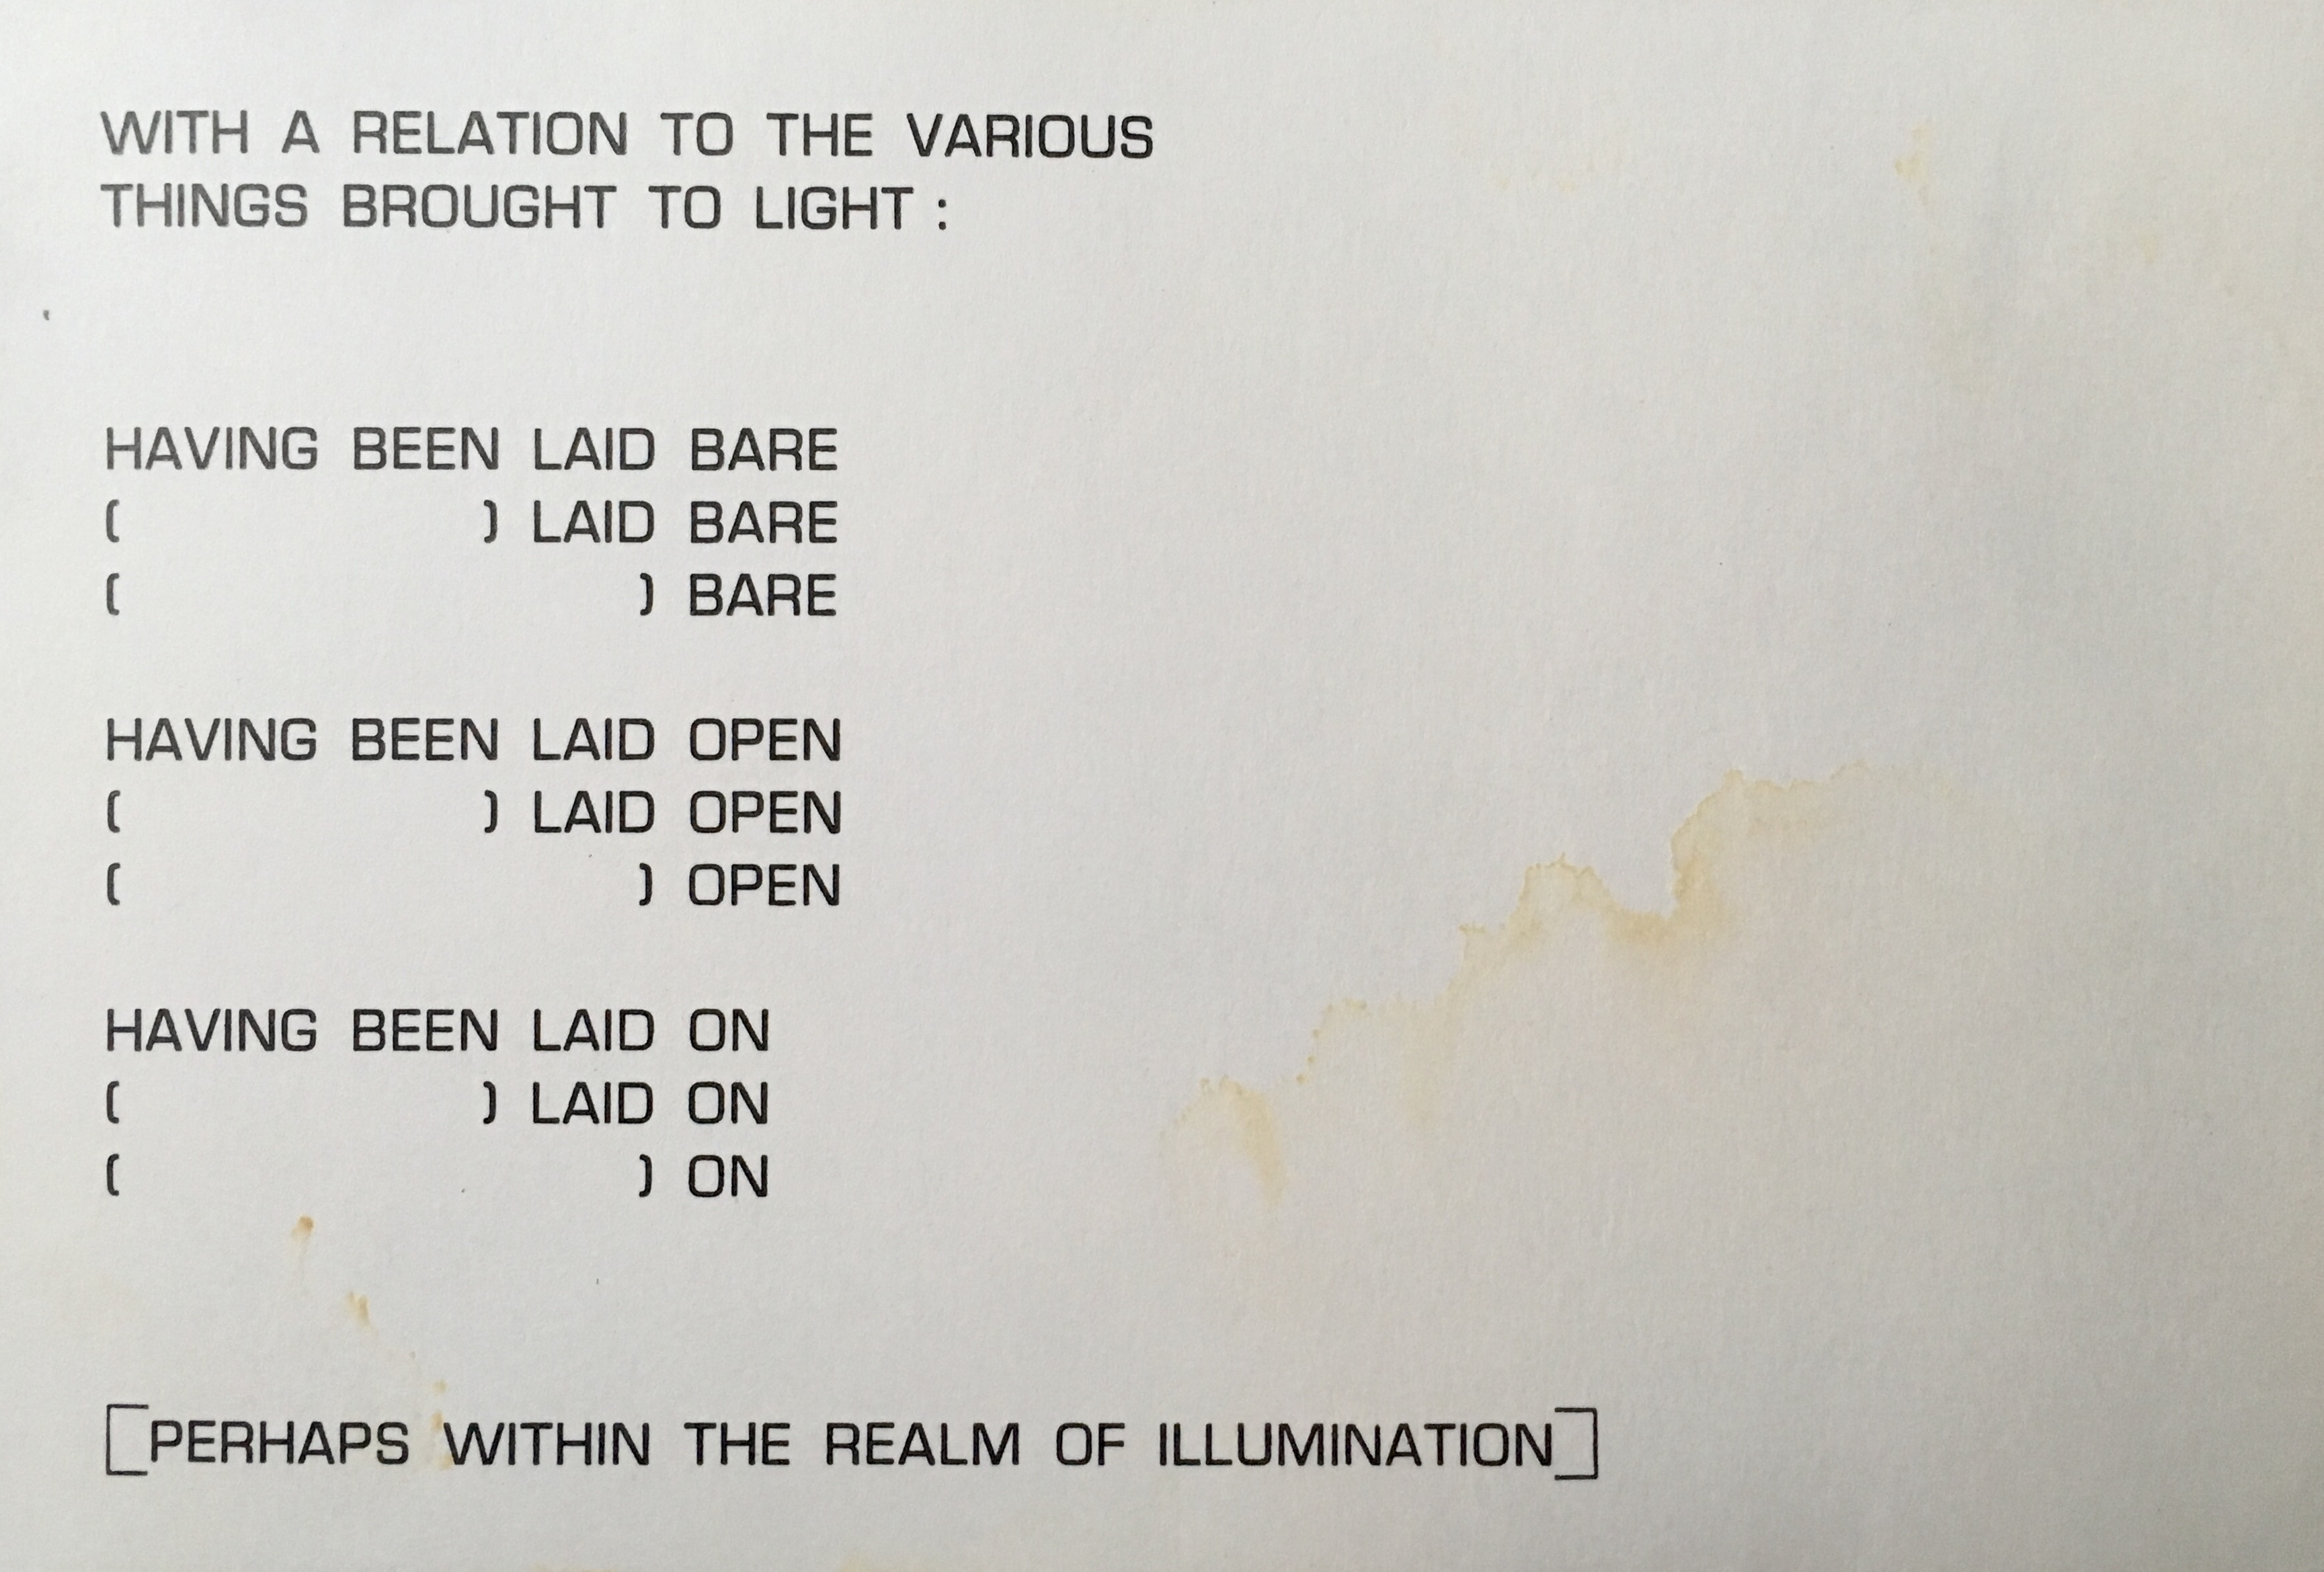 WITH A RELATION TO THE VARIOUS
THINGS BROUGHT TO LIGHT :
HAVING BEEN LAID BARE
(                    ) LAID BARE
(                             ) BARE
HAVING BEEN LAID OPEN
(                    ) LAID OPEN
(                             ) OPEN
HAVING BEEN LAID ON
(                    ) LAID ON
(                             ) ON
[PERHAPS WITHIN THE REALM OF ILLUMINATION]